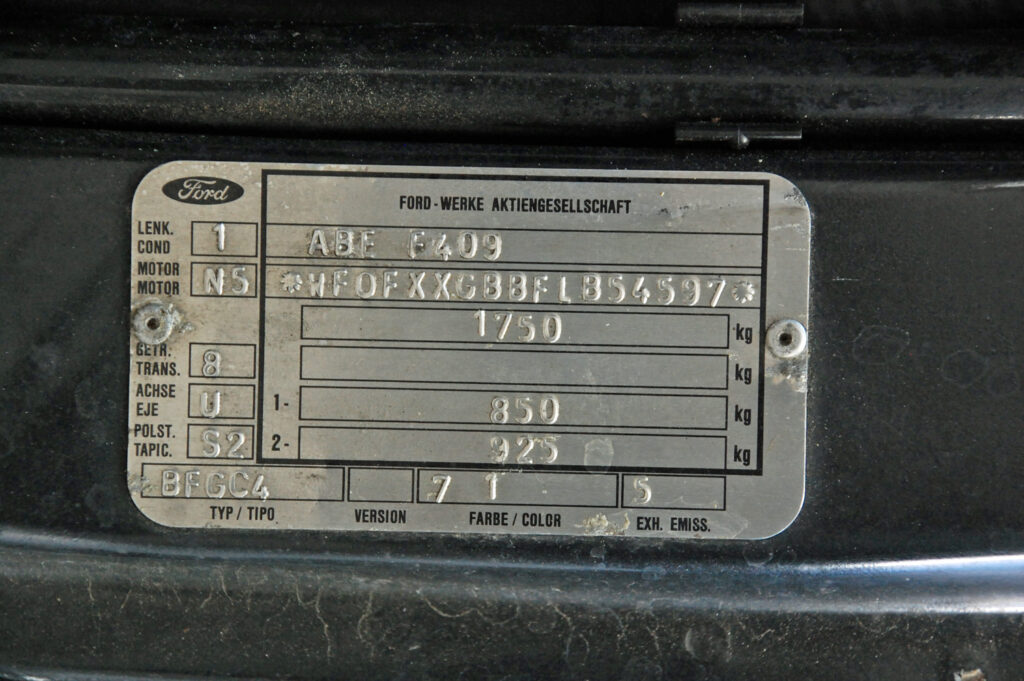 Ford
FORD-WERKE AKTIENGESELLSCHAFT
LENK.
COND
1
ABE F409
MOTOR
MOTOR
N5
*WF0FXXGBBFLB54597*
1750 kg
GETR.
TRANS.
8
kg
ACHSE
EJE
U
1- 850 kg
POLST.
TAPIC.
S2
2- 925 kg
BFGC4 7 1 5
TYP / TIPO VERSION FARBE / COLOR EXH. EMISS.